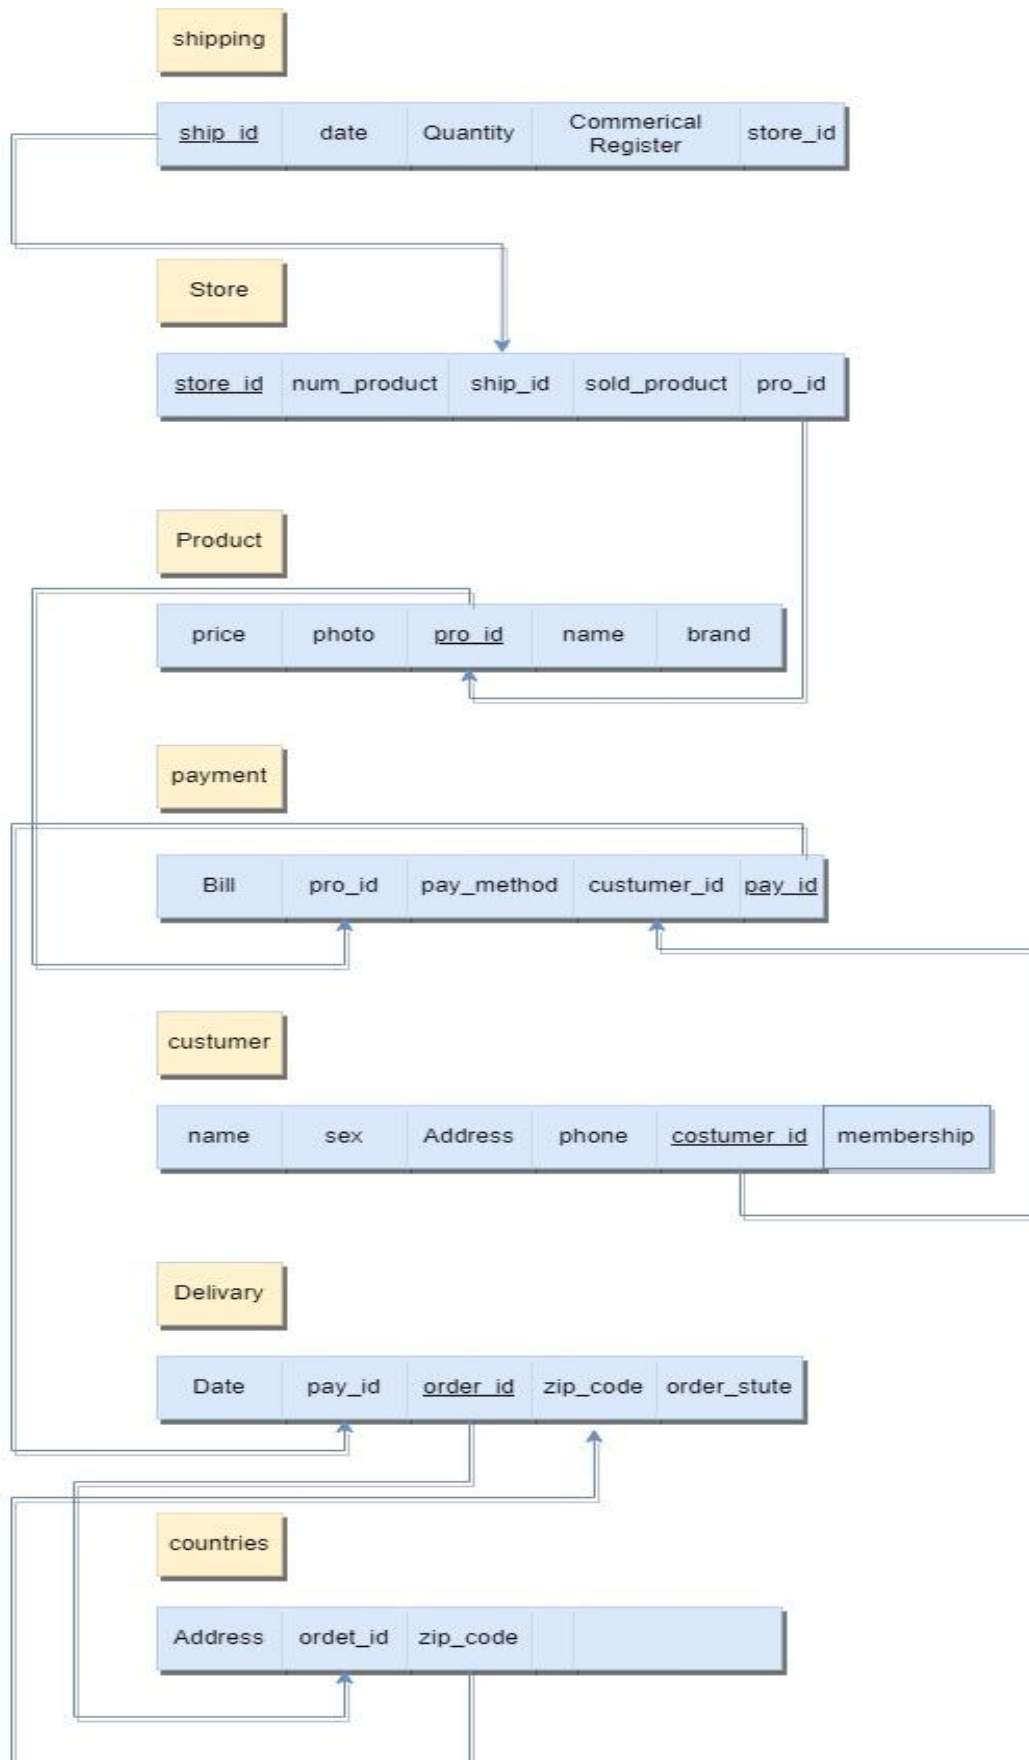 shipping
ship_id date Quantity Commerical Register store_id
Store
store_id num_product ship_id sold_product pro_id
Product
price photo pro_id name brand
payment
Bill pro_id pay_method custumer_id pay_id
custumer
name sex Address phone costumer_id membership
Delivary
Date pay_id order_id zip_code order_stute
countries
Address ordet_id zip_code